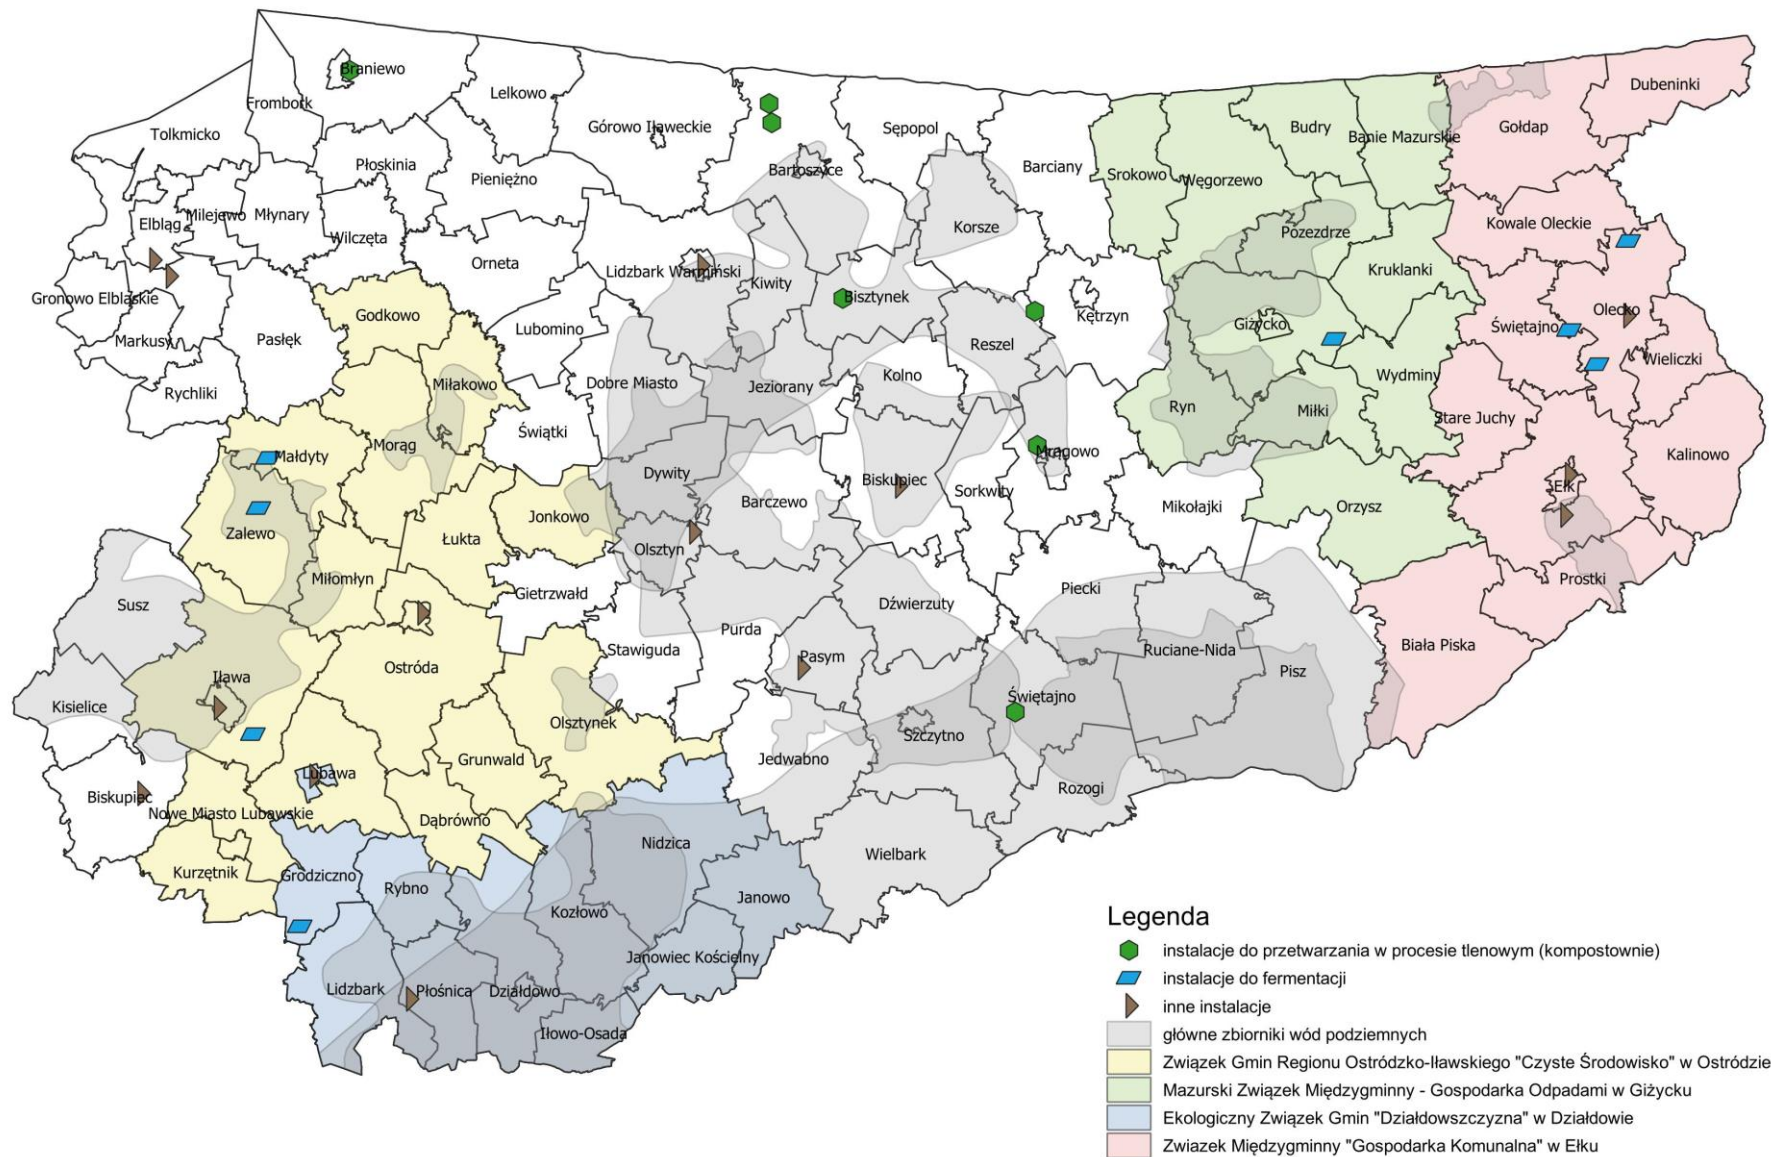 Braniewo
Frombork
Lelkowo
Tolkmicko
Górowo Iławeckie
Sępopol
Budry
Banie Mazurskie
Gołdap
Dubeninki
Płoskinia
Pieniężno
Bartoszyce
Barciany
Srokowo
Węgorzewo
Elbląg
Milejewo
Młynary
Wilczęta
Korsze
Pozezdrze
Kowale Oleckie
Orneta
Lidzbark Warmiński
Kiwity
Kruklanki
Gronowo Elbląskie
Bisztynek
Godkowo
Kętrzyn
Olecko
Markusy
Pasłęk
Lubomino
Reszel
Giżycko
Świętajno
Wieliczki
Rychliki
Miłakowo
Dobre Miasto
Jeziorany
Kolno
Wydminy
Ryn
Miłki
Stare Juchy
Świątki
Morąg
Małdyty
Mrągowo
Kalinowo
Dywity
Biskupiec
Sorkwity
Ełk
Barczewo
Mikołajki
Orzysz
Jonkowo
Zalewo
Łukta
Olsztyn
Miłomłyn
Prostki
Susz
Gietrzwałd
Dźwierzuty
Piecki
Purda
Stawiguda
Pasym
Ruciane-Nida
Biała Piska
Ostróda
Pisz
Iława
Świętajno
Kisielice
Olsztynek
Szczytno
Jedwabno
Grunwald
Lubawa
Rozogi
Biskupiec
Nowe Miasto Lubawskie
Dąbrówno
Nidzica
Wielbark
Kurzętnik
Grodziczno
Rybno
Janowo
Kozłowo
Janowiec Kościelny
Lidzbark
Płośnica
Działdowo
Iłowo-Osada
Legenda
instalacje do przetwarzania w procesie tlenowym (kompostownie)
instalacje do fermentacji
inne instalacje
główne zbiorniki wód podziemnych
Związek Gmin Regionu Ostródzko-Iławskiego "Czyste Środowisko" w Ostródzie
Mazurski Związek Międzygminny - Gospodarka Odpadami w Giżycku
Ekologiczny Związek Gmin "Działdowszczyzna" w Działdowie
Zwiazek Międzygminny "Gospodarka Komunalna" w Ełku